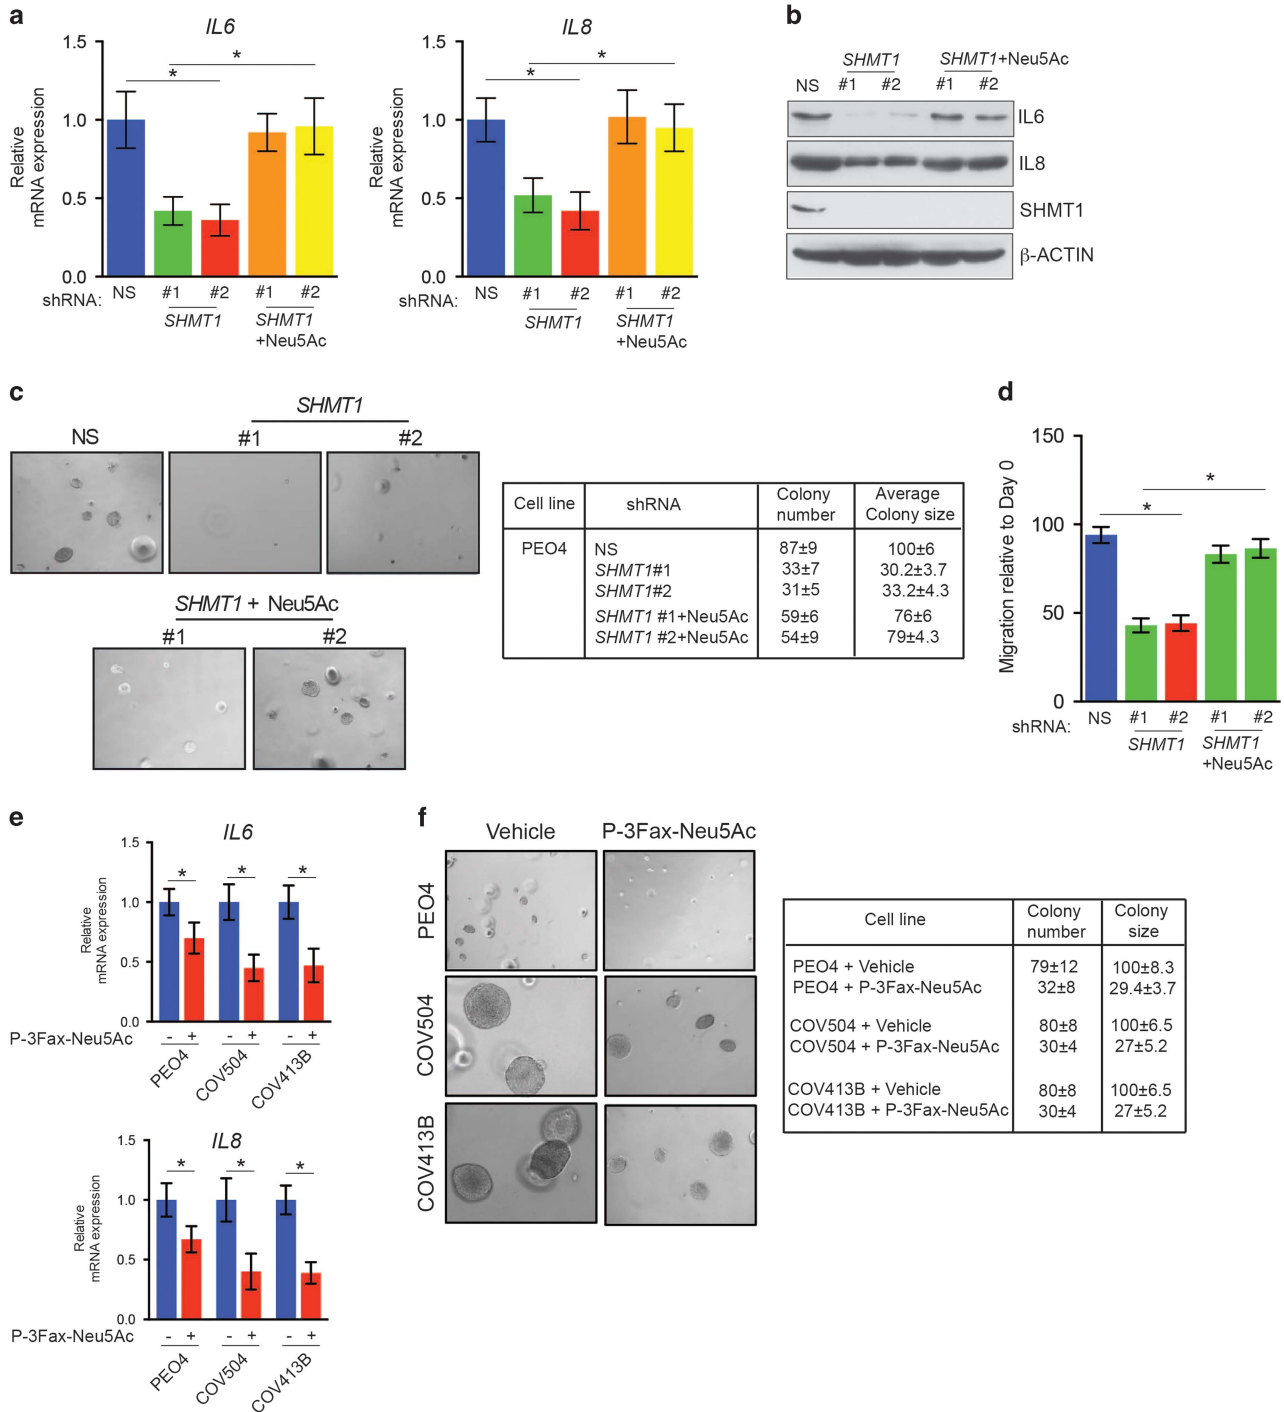 a
IL6
1.5
1.0
0.5
0.0
Relative
mRNA expression
*
*
shRNA:
NS
#1
#2
#1
#2
SHMT1
SHMT1
+Neu5Ac
IL8
1.5
1.0
0.5
0.0
Relative
mRNA expression
*
*
shRNA:
NS
#1
#2
#1
#2
SHMT1
SHMT1
+Neu5Ac
b
SHMT1
SHMT1+Neu5Ac
NS #1 #2 #1 #2
IL6
IL8
SHMT1
β-ACTIN
c
SHMT1
NS
#1
#2
SHMT1 + Neu5Ac
#1
#2
Cell line shRNA Colony number Average Colony size
PEO4 NS 87±9 100±6
SHMT1#1 33±7 30.2±3.7
SHMT1#2 31±5 33.2±4.3
SHMT1 #1+Neu5Ac 59±6 76±6
SHMT1 #2+Neu5Ac 54±9 79±4.3
d
150
100
50
0
Migration relative to Day 0
*
*
shRNA:
NS
#1
#2
#1
#2
SHMT1
SHMT1
+Neu5Ac
e
IL6
1.5
1.0
0.5
0.0
Relative
mRNA expression
* * *
P-3Fax-Neu5Ac - + - + - +
PEO4
COV504
COV413B
IL8
1.5
1.0
0.5
0.0
Relative
mRNA expression
* * *
P-3Fax-Neu5Ac - + - + - +
PEO4
COV504
COV413B
f
Vehicle
P-3Fax-Neu5Ac
PEO4
COV504
COV413B
Cell line Colony number Colony size
PEO4 + Vehicle 79±12 100±8.3
PEO4 + P-3Fax-Neu5Ac 32±8 29.4±3.7
COV504 + Vehicle 80±8 100±6.5
COV504 + P-3Fax-Neu5Ac 30±4 27±5.2
COV413B + Vehicle 80±8 100±6.5
COV413B + P-3Fax-Neu5Ac 30±4 27±5.2